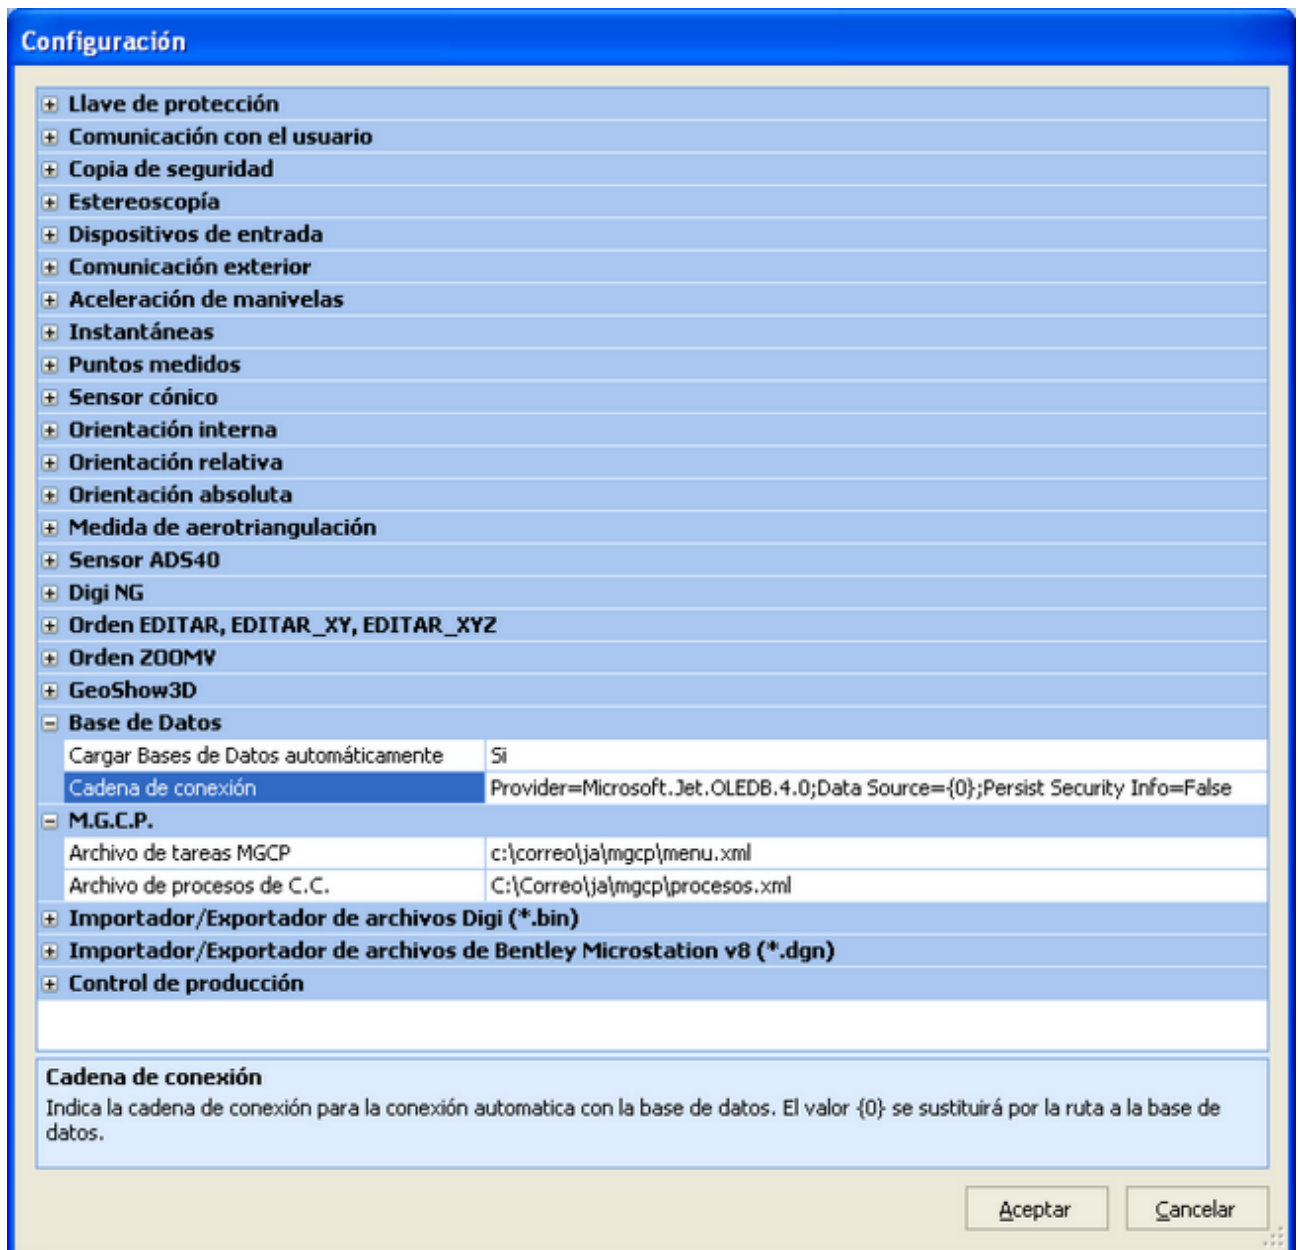 Configuración
Llave de protección
Comunicación con el usuario
Copia de seguridad
Estereoscopía
Dispositivos de entrada
Comunicación exterior
Aceleración de manivelas
Instantáneas
Puntos medidos
Sensor cónico
Orientación interna
Orientación relativa
Orientación absoluta
Medida de aerotriangulación
Sensor ADS40
Digi NG
Orden EDITAR, EDITAR_XY, EDITAR_XYZ
Orden ZOOMV
GeoShow3D
Base de Datos
Cargar Bases de Datos automáticamente Si
Cadena de conexión Provider=Microsoft.Jet.OLEDB.4.0;Data Source={0};Persist Security Info=False
M.G.C.P.
Archivo de tareas MGCP c:\correo\ja\mgcp\menu.xml
Archivo de procesos de C.C. C:\Correo\ja\mgcp\procesos.xml
Importador/Exportador de archivos Digi (*.bin)
Importador/Exportador de archivos de Bentley Microstation v8 (*.dgn)
Control de producción
Cadena de conexión
Indica la cadena de conexión para la conexión automatica con la base de datos. El valor {0} se sustituirá por la ruta a la base de
datos.
Aceptar Cancelar